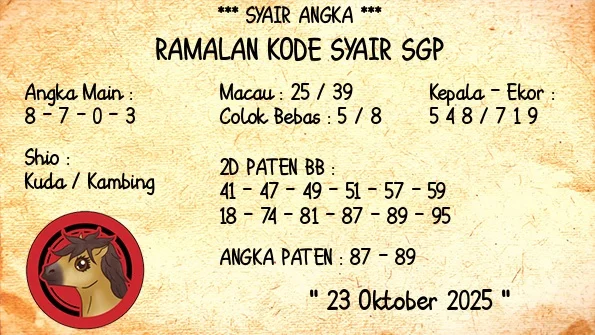 *** SYAIR ANGKA ***
RAMALAN KODE SYAIR SGP
Angka Main :
8 - 7 - 0 - 3
Macau : 25 / 39
Colok Bebas : 5 / 8
Kepala - Ekor :
5 4 8 / 7 1 9
Shio :
Kuda / Kambing
2D PATEN BB :
41 - 47 - 49 - 51 - 57 - 59
18 - 74 - 81 - 87 - 89 - 95
ANGKA PATEN : 87 - 89
" 23 Oktober 2025 "